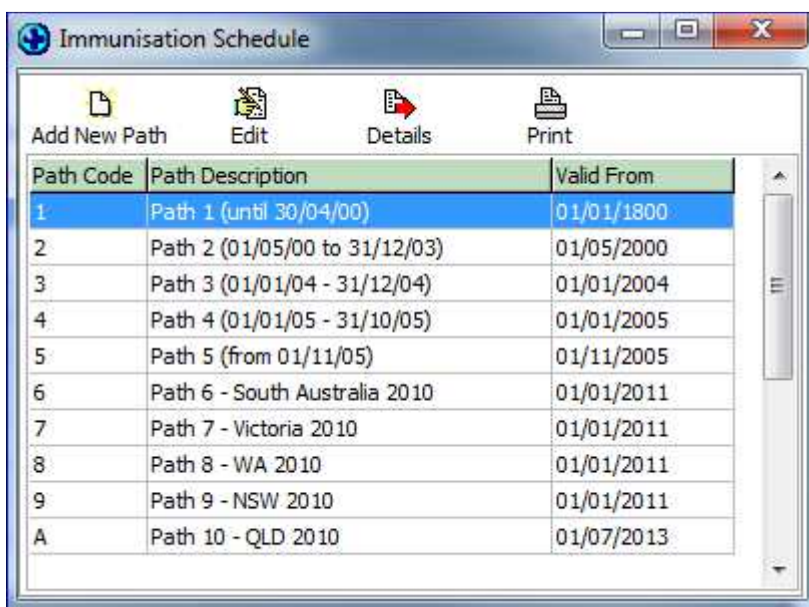 Immunisation Schedule
Add New Path Edit Details Print
Path Code Path Description Valid From
1 Path 1 (until 30/04/00) 01/01/1800
2 Path 2 (01/05/00 to 31/12/03) 01/05/2000
3 Path 3 (01/01/04 - 31/12/04) 01/01/2004
4 Path 4 (01/01/05 - 31/10/05) 01/01/2005
5 Path 5 (from 01/11/05) 01/11/2005
6 Path 6 - South Australia 2010 01/01/2011
7 Path 7 - Victoria 2010 01/01/2011
8 Path 8 - WA 2010 01/01/2011
9 Path 9 - NSW 2010 01/01/2011
A Path 10 - QLD 2010 01/07/2013